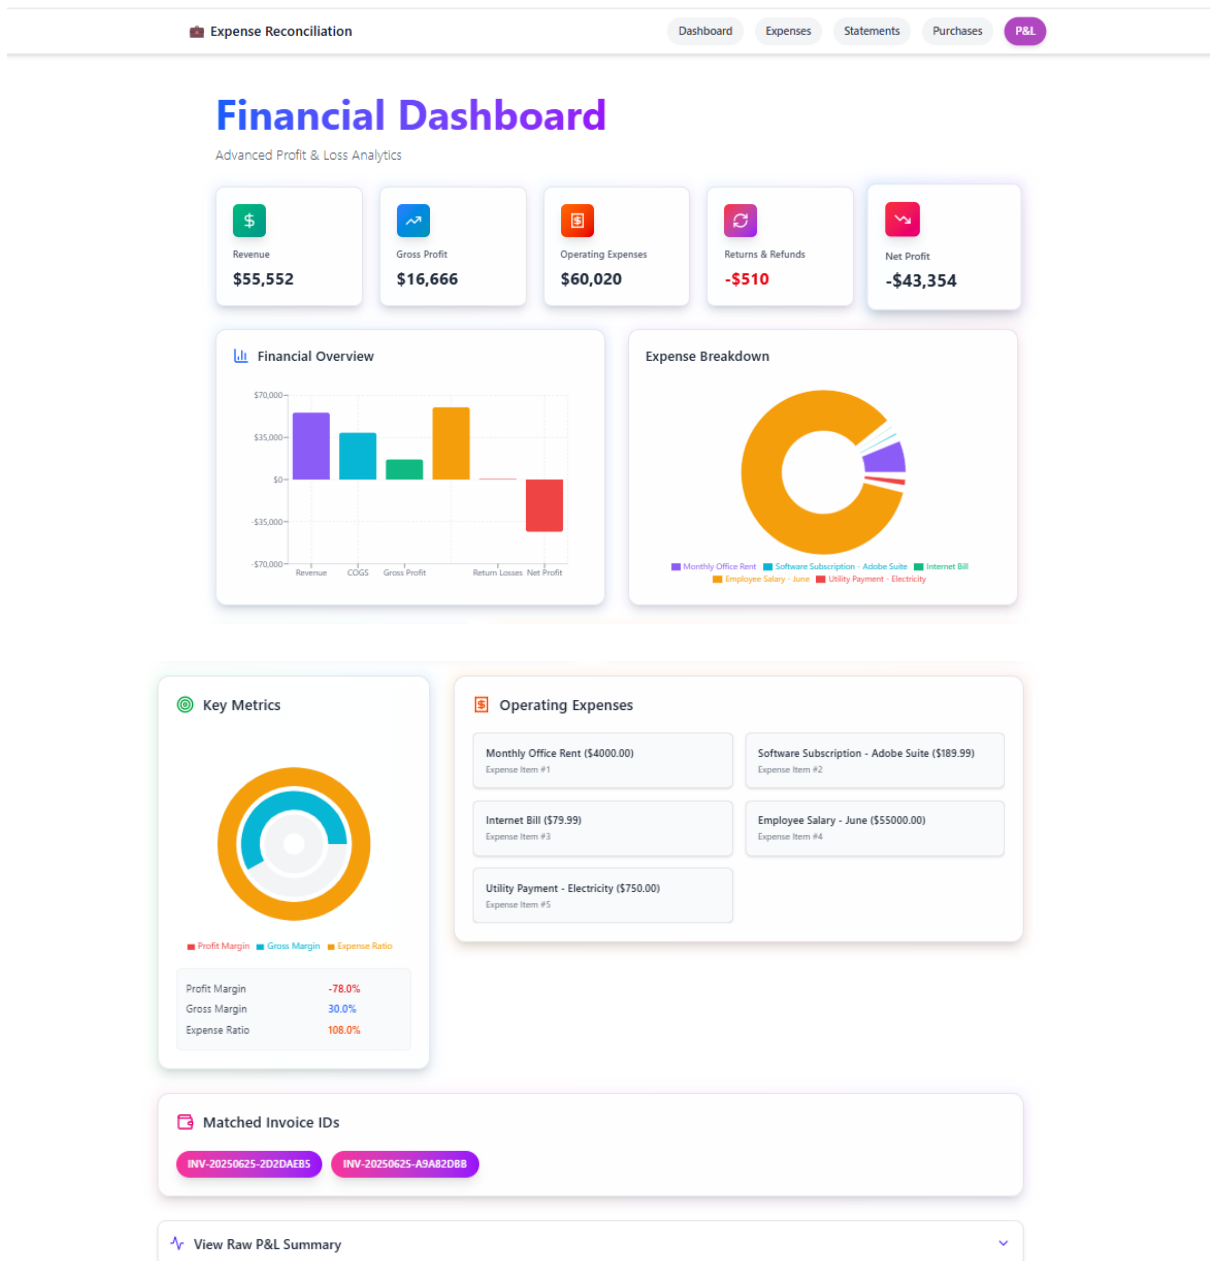 Expense Reconciliation
Dashboard
Expenses
Statements
Purchases
P&L
Financial Dashboard
Advanced Profit & Loss Analytics
Revenue
$55,552
Gross Profit
$16,666
Operating Expenses
$60,020
Returns & Refunds
-$510
Net Profit
-$43,354
Financial Overview
$70,000
$35,000
$0
-$35,000
-$70,000
Revenue COGS Gross Profit Return Losses Net Profit
Expense Breakdown
Monthly Office Rent Software Subscription - Adobe Suite Internet Bill
Employee Salary - June Utility Payment - Electricity
Key Metrics
Profit Margin Gross Margin Expense Ratio
Profit Margin -78.0%
Gross Margin 30.0%
Expense Ratio 108.0%
Operating Expenses
Monthly Office Rent ($4000.00)
Expense Item #1
Software Subscription - Adobe Suite ($189.99)
Expense Item #2
Internet Bill ($79.99)
Expense Item #3
Employee Salary - June ($55000.00)
Expense Item #4
Utility Payment - Electricity ($750.00)
Expense Item #5
Matched Invoice IDs
INV-20250625-2D2DAEB5
INV-20250625-A9A82DBB
View Raw P&L Summary